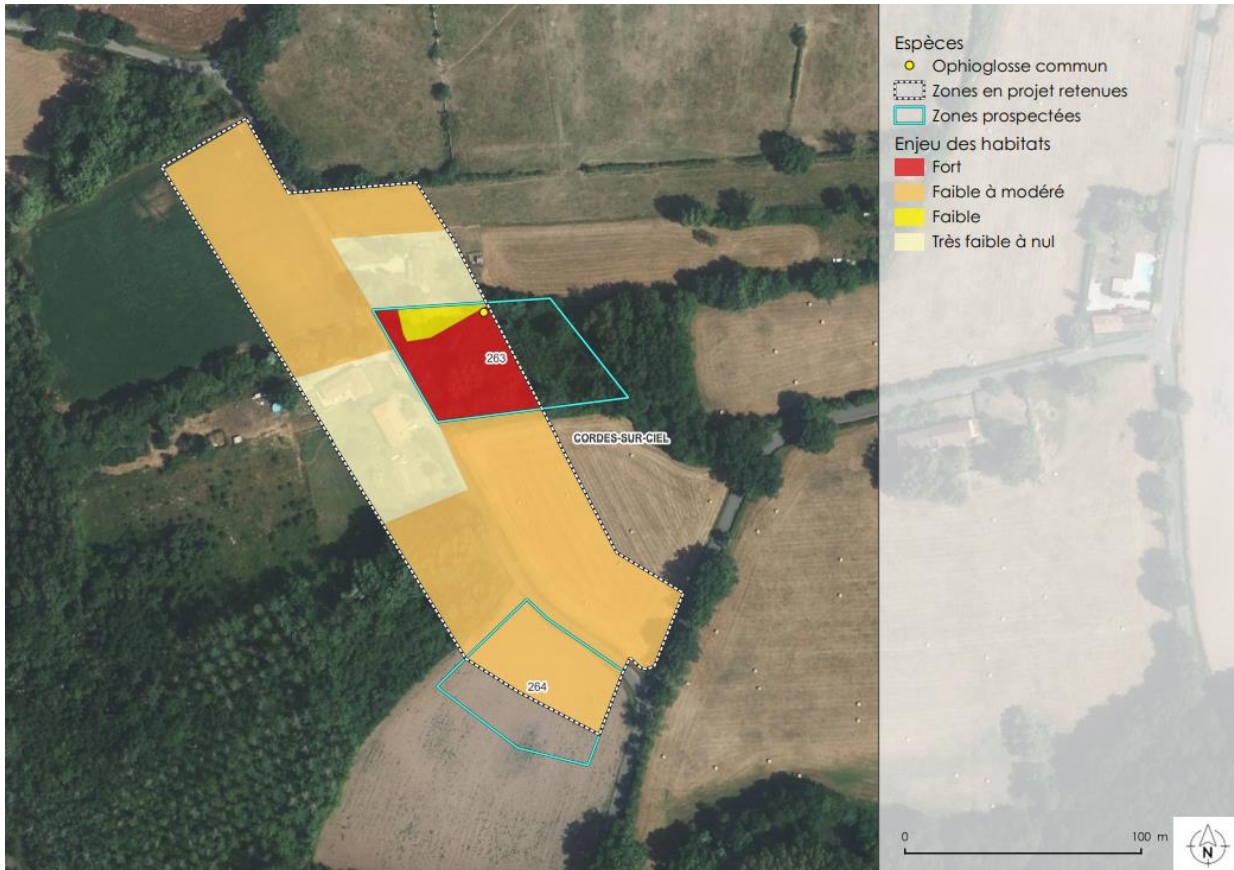 Espèces
Ophioglosse commun
Zones en projet retenues
Zones prospectées
Enjeu des habitats
Fort
Faible à modéré
Faible
Très faible à nul
263
CORDES-SUR-CIEL
264
0 100 m
N